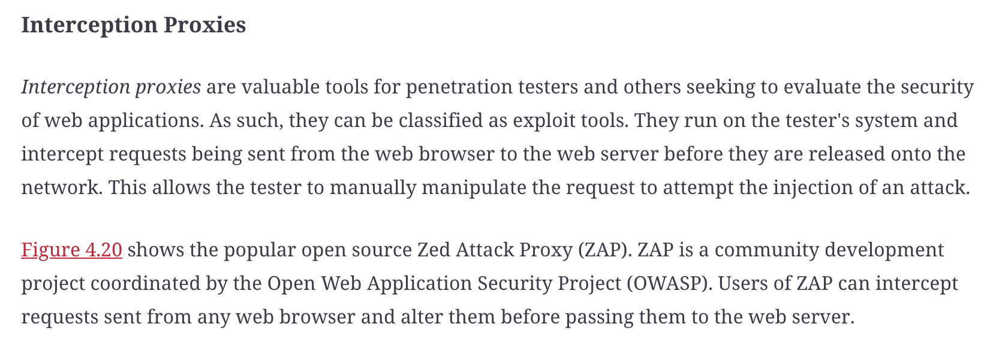 Interception Proxies
Interception proxies are valuable tools for penetration testers and others seeking to evaluate the security
of web applications. As such, they can be classified as exploit tools. They run on the tester's system and
intercept requests being sent from the web browser to the web server before they are released onto the
network. This allows the tester to manually manipulate the request to attempt the injection of an attack.
Figure 4.20 shows the popular open source Zed Attack Proxy (ZAP). ZAP is a community development
project coordinated by the Open Web Application Security Project (OWASP). Users of ZAP can intercept
requests sent from any web browser and alter them before passing them to the web server.